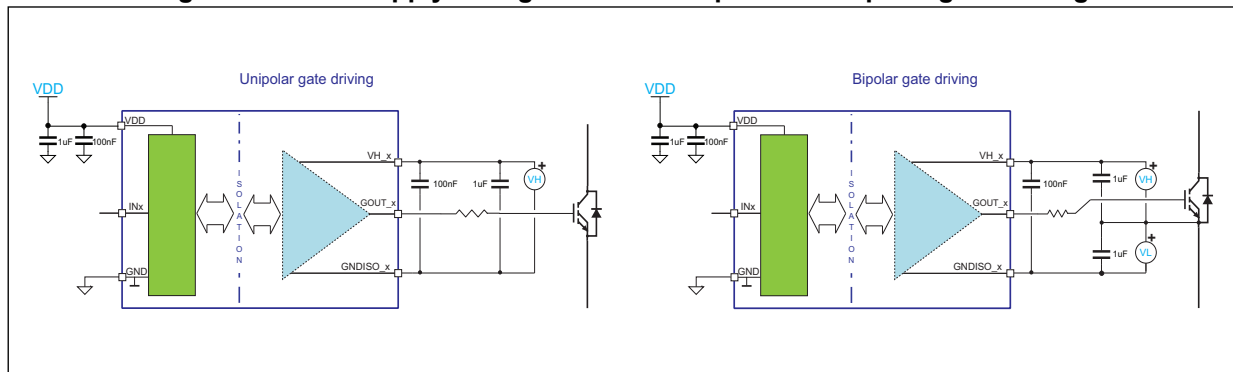 Unipolar gate driving
VDD
1uF
100nF
VDD
INx
GND
ISOLATION
VH_x
GOUT_x
GNDISO_x
100nF
1uF
VH
+
Bipolar gate driving
VDD
1uF
100nF
VDD
INx
GND
ISOLATION
VH_x
GOUT_x
GNDISO_x
100nF
1uF
1uF
VH
+
VL
+